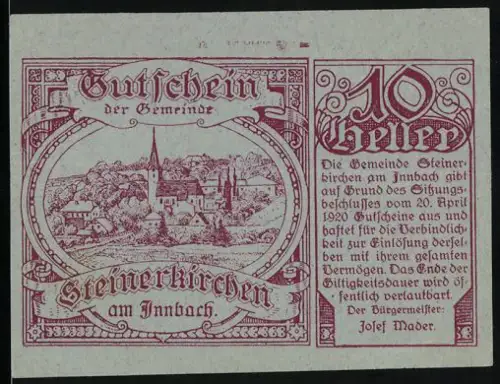 Gutschein
der Gemeinde
Steinerkirchen
am Innbach.
10
Heller
Die Gemeinde Steiner-
kirchen am Innbach gibt
auf Grund des Sitzungs-
beschlusses vom 20. April
1920 Gutscheine aus und
haftet für die Verbindlich-
keit zur Einlösung dersel-
ben mit ihrem gesamten
Vermögen. Das Ende der
Giltigkeitsdauer wird öf-
fentlich verlautbart.
Der Bürgermeister:
Josef Mader.